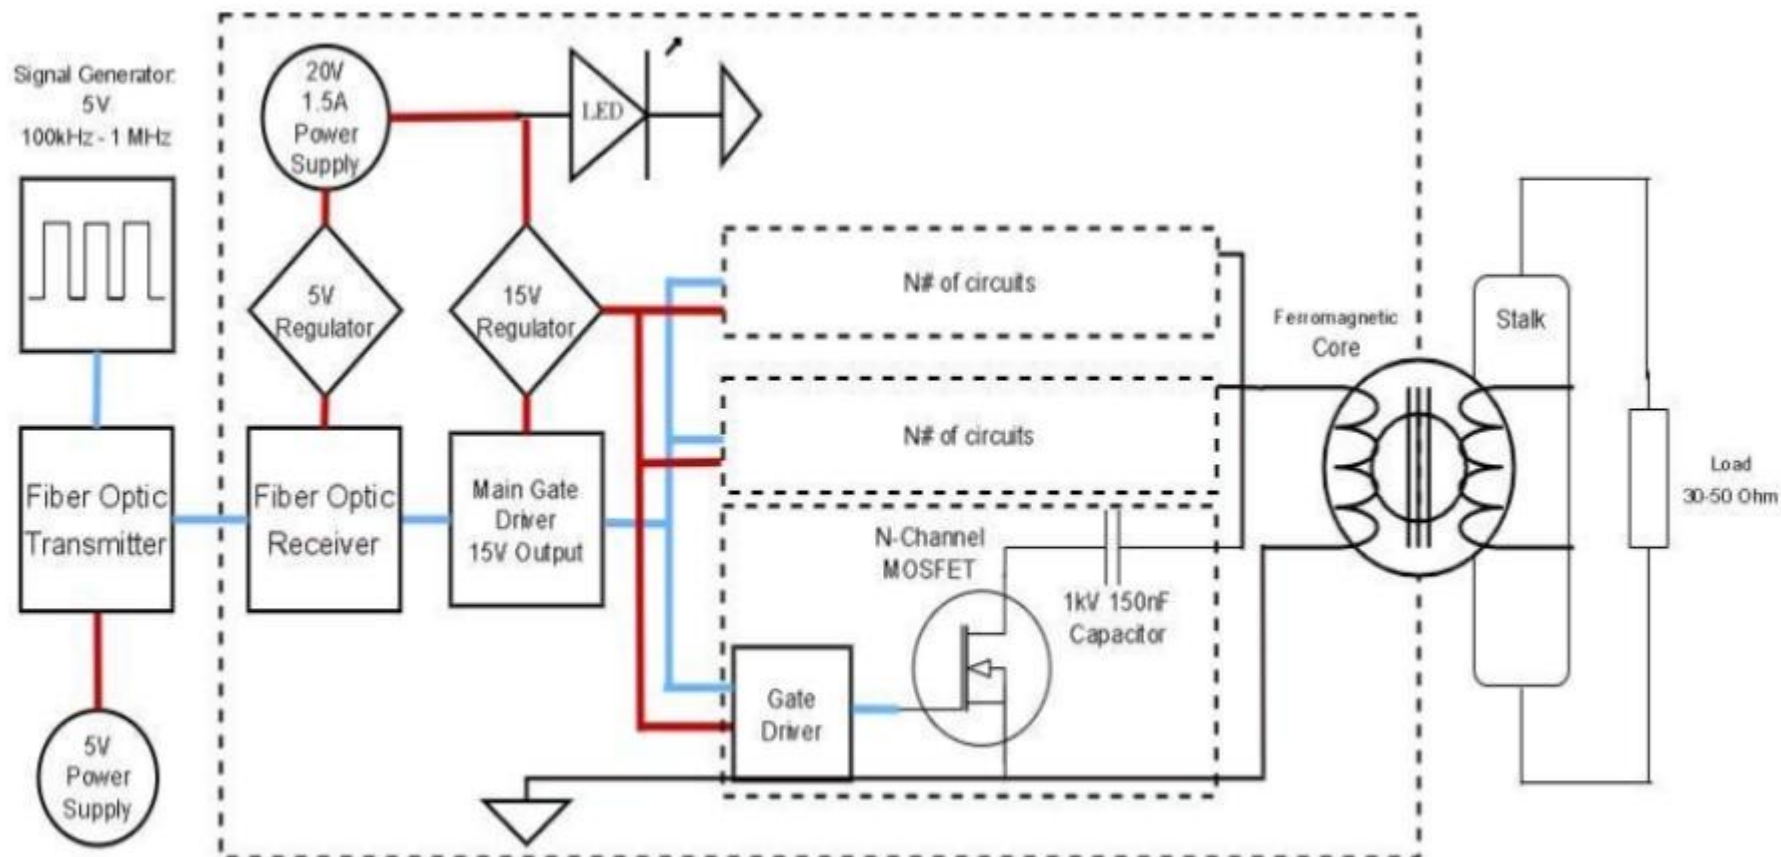 Signal Generator:
5V
100kHz - 1 MHz
20V
1.5A
Power
Supply
LED
5V
Regulator
15V
Regulator
N# of circuits
Ferromagnetic
Core
Stalk
N# of circuits
Load
30-50 Ohm
Fiber Optic
Transmitter
Fiber Optic
Receiver
Main Gate
Driver
15V Output
N-Channel
MOSFET
1kV 150nF
Capacitor
Gate
Driver
5V
Power
Supply